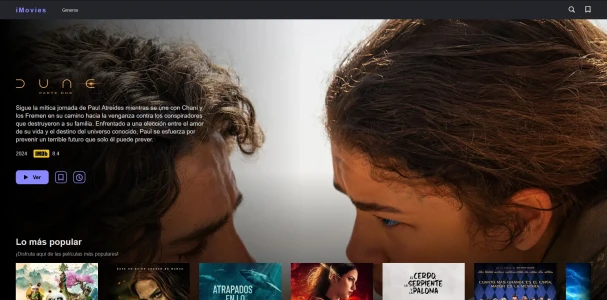 iMovies
Generos
DUNE
PARTE DOS
Sigue la mítica jornada de Paul Atreides mientras se une con Chani y
los Fremen en su camino hacia la venganza contra los conspiradores
que destruyeron a su familia. Enfrentado a una elección entre el amor
de su vida y el destino del universo conocido, Paul se esfuerza por
prevenir un terrible futuro que solo él puede prever.
2024 IMDb 8.4
Ver
Lo más popular
¡Disfruta aquí de las películas más populares!
ATRAPADOS
EN LO
EL CERDO,
LA SERPIENTE
Y LA PALOMA